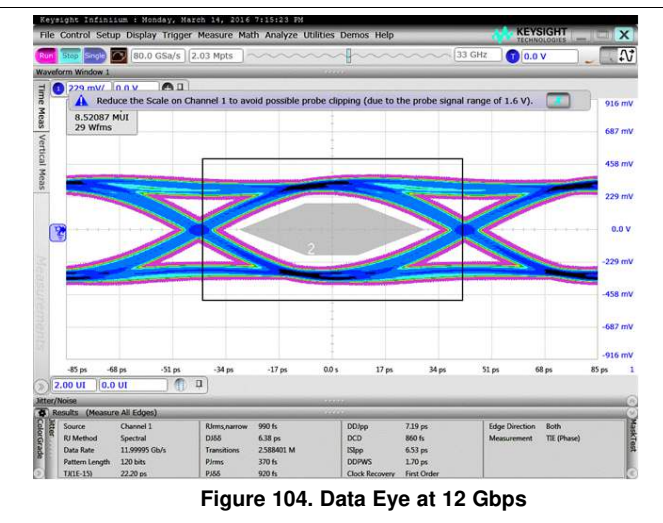 Keysight Infiniium : Monday, March 14, 2016 7:15:23 PM
File Control Setup Display Trigger Measure Math Analyze Utilities Demos Help
KEYSIGHT TECHNOLOGIES
Run Stop Single 80.0 GSa/s 2.03 Mpts 33 GHz T 0.0 V
Waveform Window 1
1 229 mV/ 0.0 V
Reduce the Scale on Channel 1 to avoid possible probe clipping (due to the probe signal range of 1.6 V).
8.52087 MUI
29 Wfms
Time Meas
Vertical Meas
Measurements
916 mV
687 mV
458 mV
229 mV
0.0 V
-229 mV
-458 mV
-687 mV
-916 mV
2
-85 ps -68 ps -51 ps -34 ps -17 ps 0.0 s 17 ps 34 ps 51 ps 68 ps 85 ps 1
2.00 UI 0.0 UI
Jitter/Noise
Results (Measure All Edges)
ColorGrade
Jitter
MaskTest
Source Channel 1 RJrms,narrow 990 fs DDJpp 7.19 ps Edge Direction Both
RJ Method Spectral DJδδ 6.38 ps DCD 860 fs Measurement TIE (Phase)
Data Rate 11.99995 Gb/s Transitions 2.588401 M ISIpp 6.53 ps
Pattern Length 120 bits PJrms 370 fs DDPWS 1.70 ps
TJ(1E-15) 22.20 ps PJδδ 920 fs Clock Recovery First Order
Figure 104. Data Eye at 12 Gbps